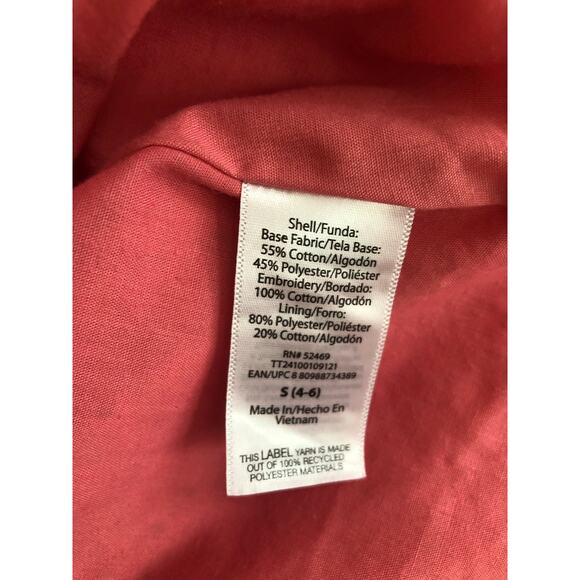 Shell/Funda:
Base Fabric/Tela Base:
55% Cotton/Algodón
45% Polyester/Poliéster
Embroidery/Bordado:
100% Cotton/Algodón
Lining/Forro:
80% Polyester/Poliéster
20% Cotton/Algodón
RN# 52469
TT24100109121
EAN/UPC 8 80988734389
S (4-6)
Made In/Hecho En
Vietnam
THIS LABEL YARN IS MADE
OUT OF 100% RECYCLED
POLYESTER MATERIALS